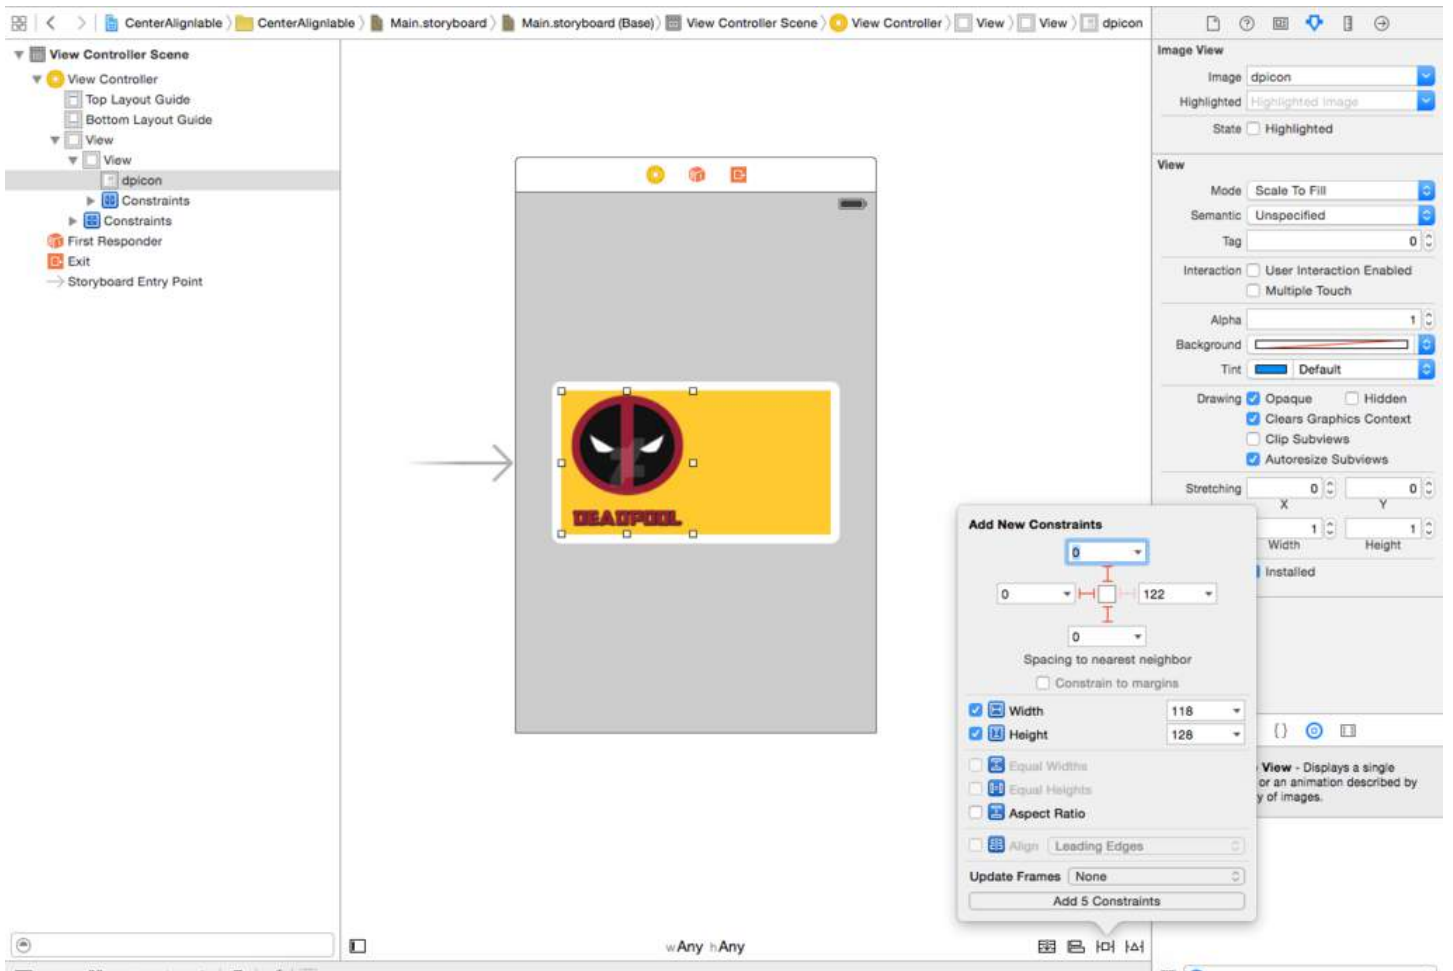 CenterAlignlable CenterAlignlable Main.storyboard Main.storyboard (Base) View Controller Scene View Controller View View dpicon
View Controller Scene
View Controller
Top Layout Guide
Bottom Layout Guide
View
View
dpicon
Constraints
Constraints
First Responder
Exit
Storyboard Entry Point
DEADPOOL
w Any h Any
Image View
Image dpicon
Highlighted Highlighted Image
State Highlighted
View
Mode Scale To Fill
Semantic Unspecified
Tag 0
Interaction User Interaction Enabled
Multiple Touch
Alpha 1
Background
Tint Default
Drawing Opaque Hidden
Clears Graphics Context
Clip Subviews
Autoresize Subviews
Stretching 0 0
X Y
1 1
Width Height
Installed
Add New Constraints
0
0 122
0
Spacing to nearest neighbor
Constrain to margins
Width 118
Height 128
Equal Widths
Equal Heights
Aspect Ratio
Align Leading Edges
Update Frames None
Add 5 Constraints
{}
View - Displays a single
or an animation described by
y of images.